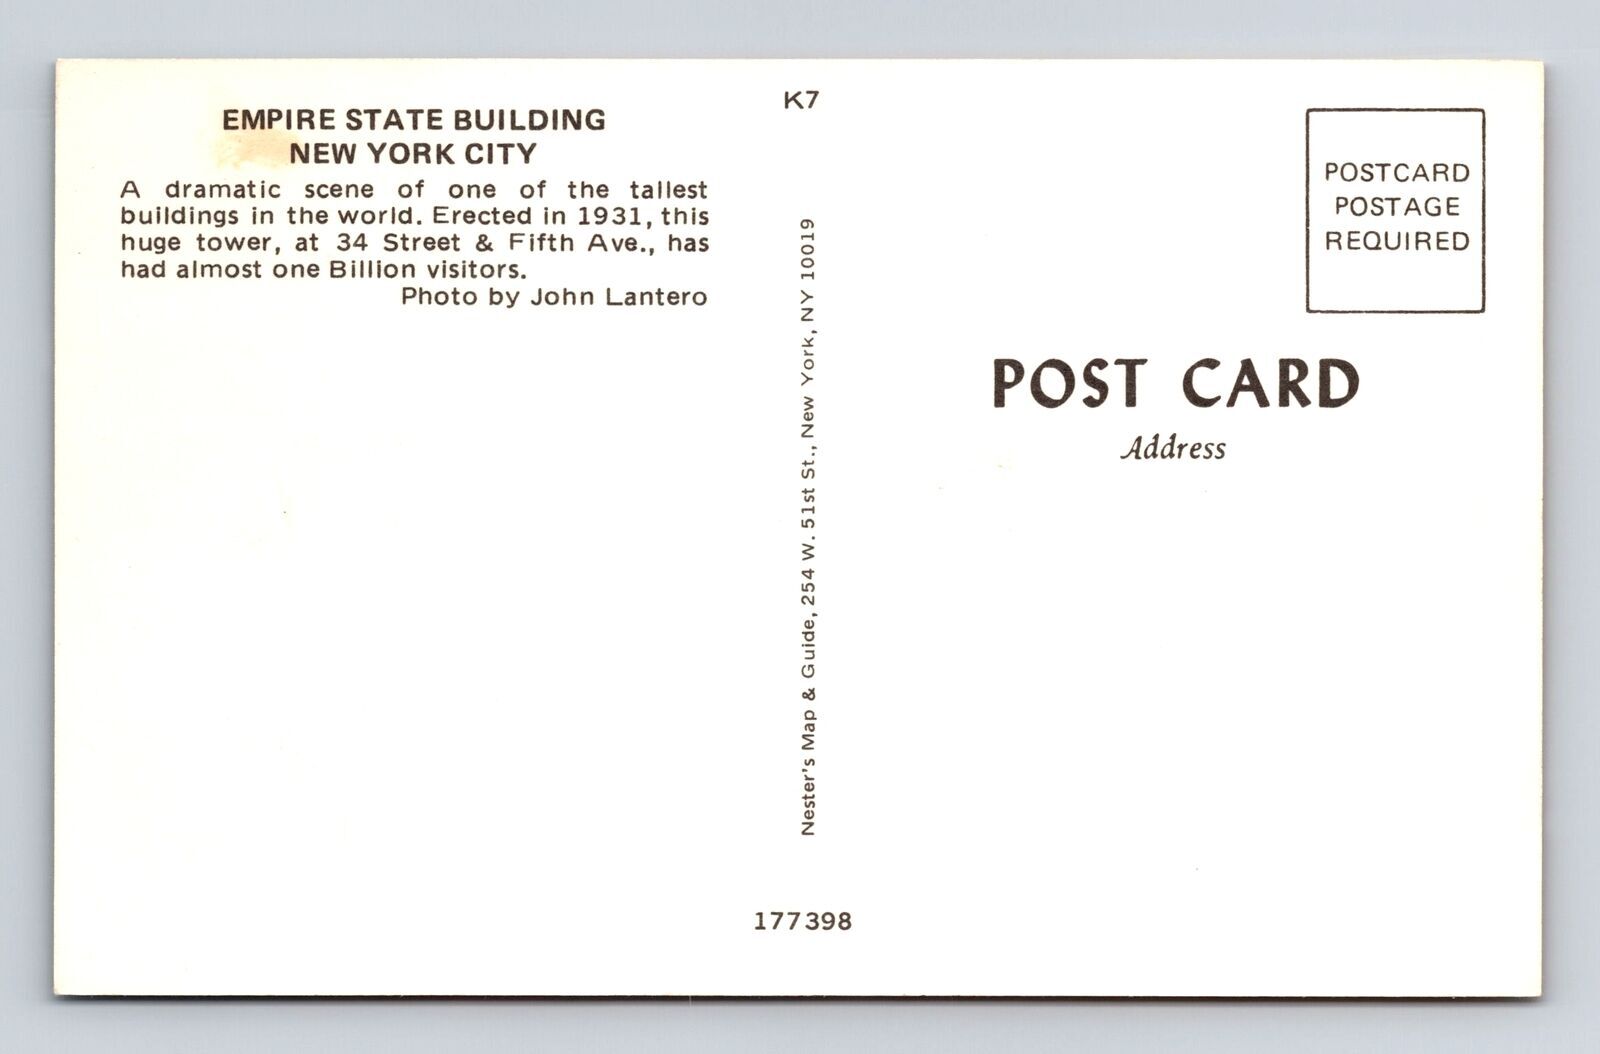 EMPIRE STATE BUILDING
NEW YORK CITY
A dramatic scene of one of the tallest
buildings in the world. Erected in 1931, this
huge tower, at 34 Street & Fifth Ave., has
had almost one Billion visitors.
Photo by John Lantero
K7
Nester's Map & Guide, 254 W. 51st St., New York, NY 10019
177398
POSTCARD
POSTAGE
REQUIRED
POST CARD
Address